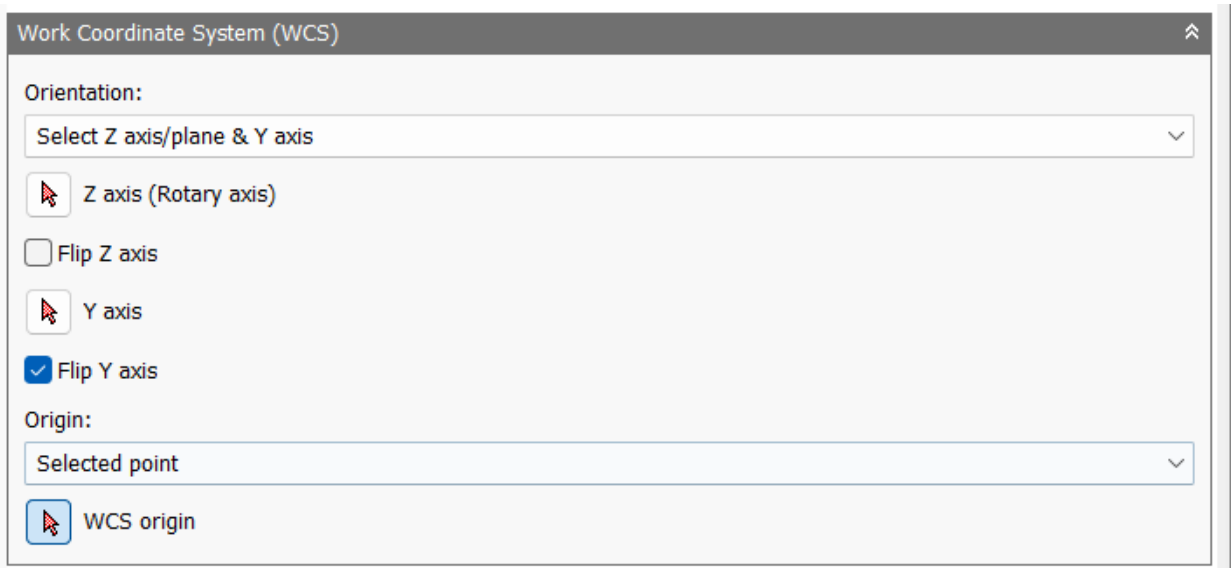 Work Coordinate System (WCS)
Orientation:
Select Z axis/plane & Y axis
Z axis (Rotary axis)
Flip Z axis
Y axis
Flip Y axis
Origin:
Selected point
WCS origin